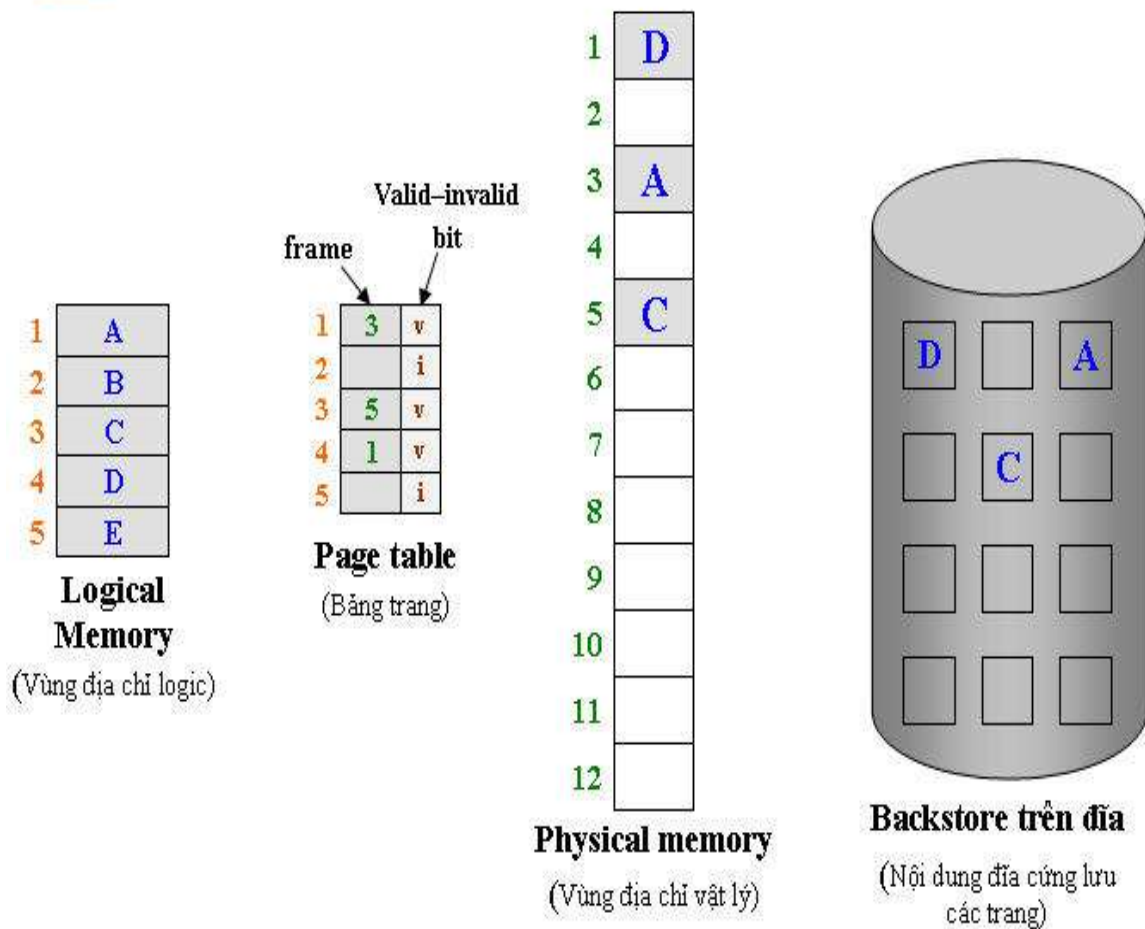 1 A
2 B
3 C
4 D
5 E
Logical
Memory
(Vùng địa chỉ logic)
frame
Valid–invalid
bit
1 3 v
2 i
3 5 v
4 1 v
5 i
Page table
(Bảng trang)
1 D
2
3 A
4
5 C
6
7
8
9
10
11
12
Physical memory
(Vùng địa chỉ vật lý)
D A
C
Backstore trên đĩa
(Nội dung đĩa cứng lưu
các trang)